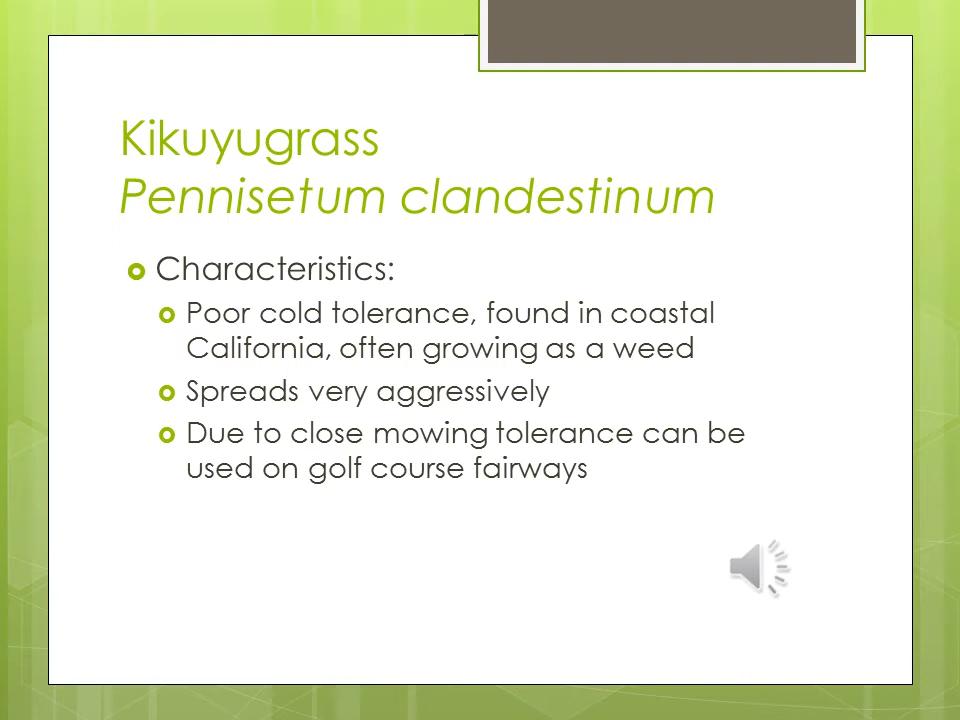 Kikuyugrass
Pennisetum clandestinum
Characteristics:
Poor cold tolerance, found in coastal
California, often growing as a weed
Spreads very aggressively
Due to close mowing tolerance can be
used on golf course fairways